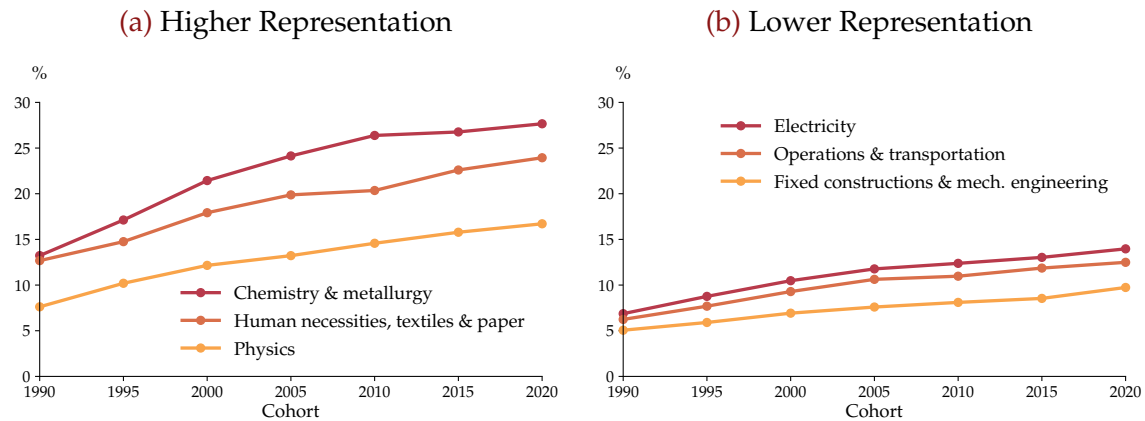 (a) Higher Representation
%
30
25
20
15
10
5
0
Chemistry & metallurgy
Human necessities, textiles & paper
Physics
1990 1995 2000 2005 2010 2015 2020
Cohort
(b) Lower Representation
%
30
25
20
15
10
5
0
Electricity
Operations & transportation
Fixed constructions & mech. engineering
1990 1995 2000 2005 2010 2015 2020
Cohort